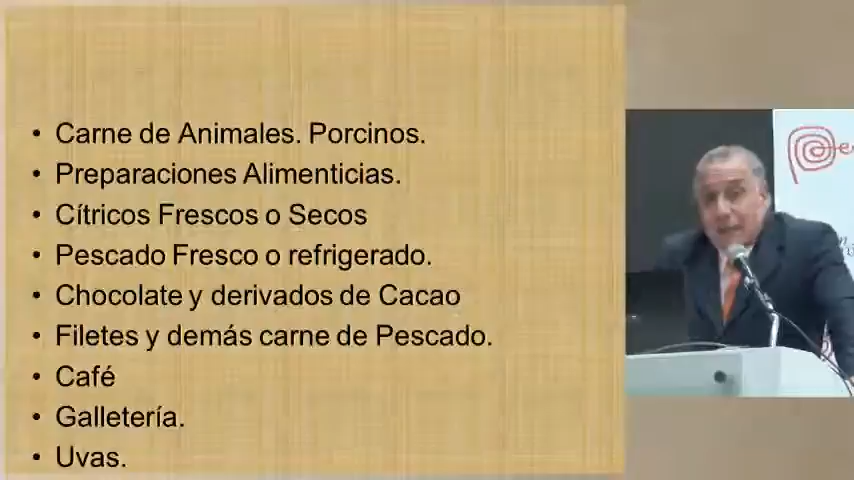 • Carne de Animales. Porcinos.
• Preparaciones Alimenticias.
• Cítricos Frescos o Secos
• Pescado Fresco o refrigerado.
• Chocolate y derivados de Cacao
• Filetes y demás carne de Pescado.
• Café
• Galletería.
• Uvas.